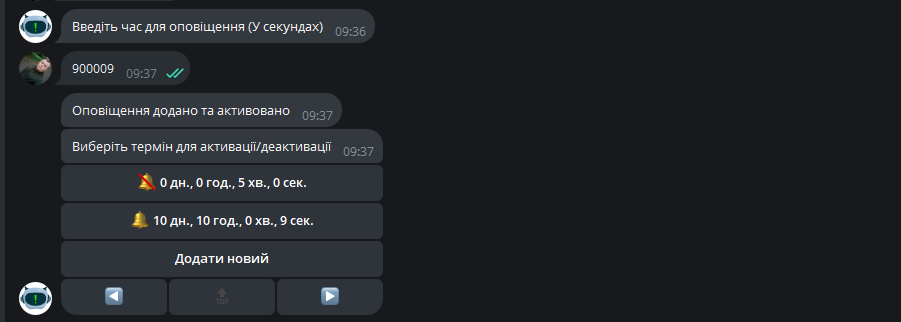 Введіть час для оповіщення (У секундах) 09:36
900009 09:37
Оповіщення додано та активовано 09:37
Виберіть термін для активації/деактивації 09:37
0 дн., 0 год., 5 хв., 0 сек.
10 дн., 10 год., 0 хв., 9 сек.
Додати новий
TOP